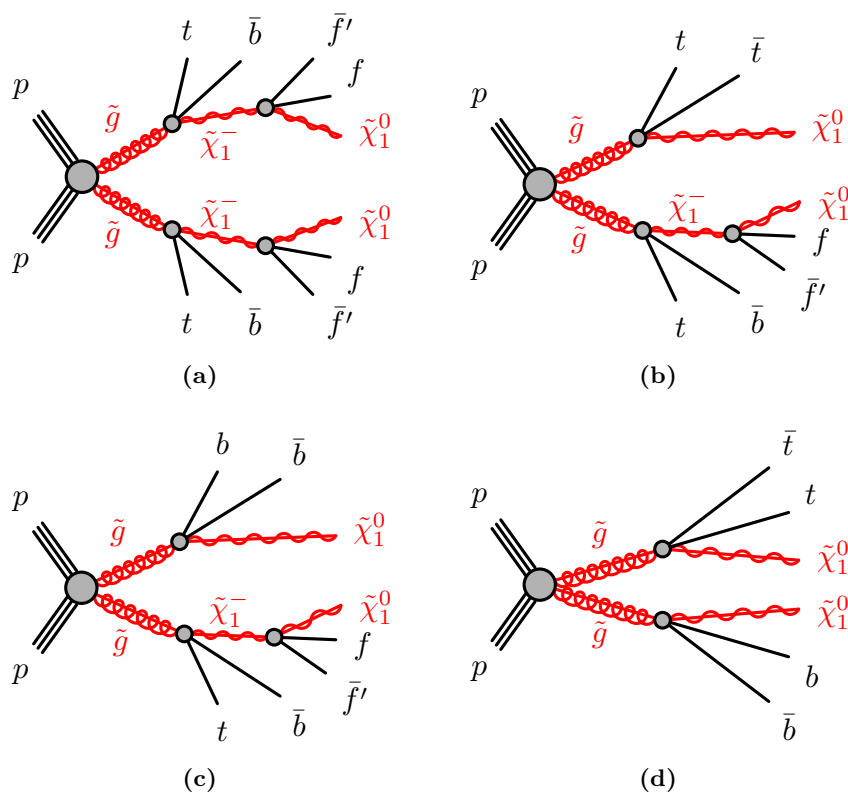 t b̄ f̄′ t t̄
p g̃ f p g̃
χ̃₁⁻ χ̃₁⁰ χ̃₁⁰
p g̃ χ̃₁⁻ χ̃₁⁰ p g̃ χ̃₁⁻ χ̃₁⁰
f f
t b̄ f̄′ t b̄ f̄′
(a) (b)
b b̄ t̄
p g̃ χ̃₁⁰ p g̃ t
χ̃₁⁰
p g̃ χ̃₁⁻ χ̃₁⁰ p g̃ χ̃₁⁰
f b
t b̄ f̄′ b̄
(c) (d)